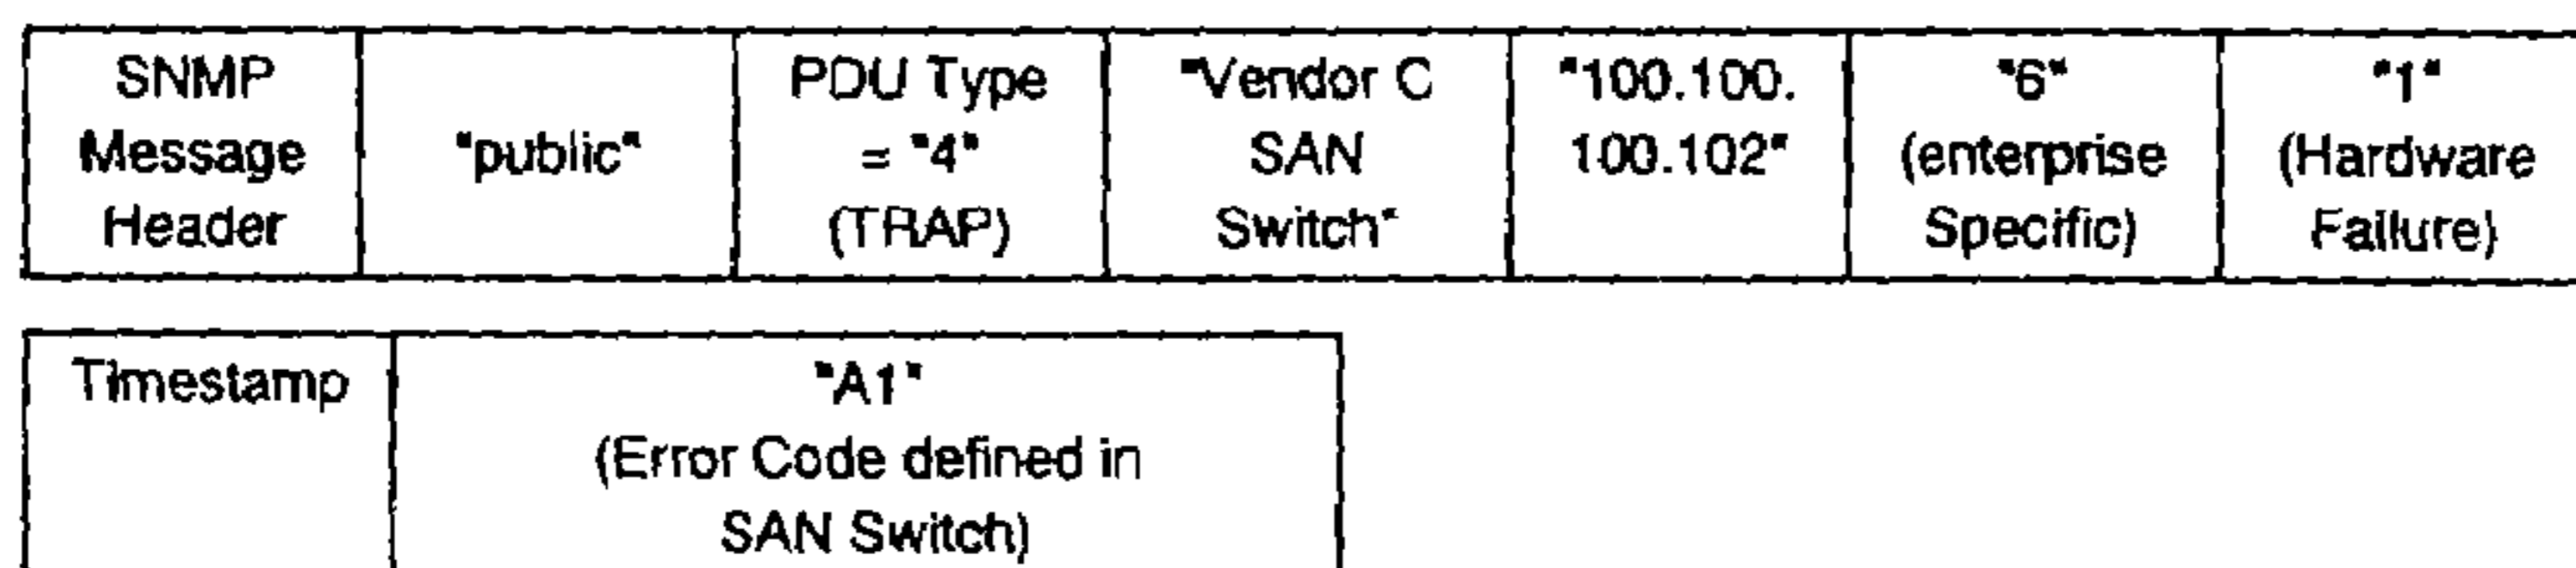 SNMP
Message
Header
"public"
PDU Type
= "4"
(TRAP)
"Vendor C
SAN
Switch"
"100.100.
100.102"
"6"
(enterprise
Specific)
"1"
(Hardware
Failure)
Timestamp
"A1"
(Error Code defined in
SAN Switch)